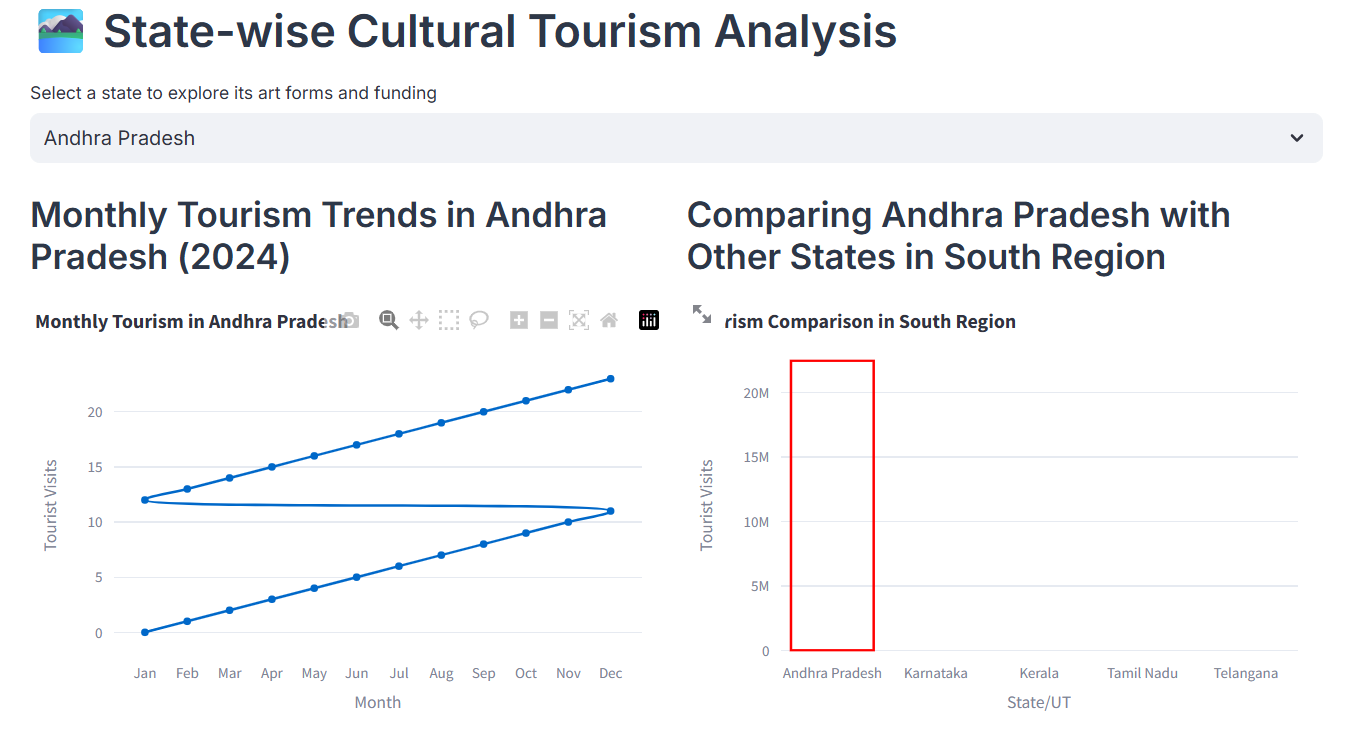 State-wise Cultural Tourism Analysis
Select a state to explore its art forms and funding
Andhra Pradesh
Monthly Tourism Trends in Andhra
Pradesh (2024)
Monthly Tourism in Andhra Pradesh
20
15
10
5
0
Tourist Visits
Jan Feb Mar Apr May Jun Jul Aug Sep Oct Nov Dec
Month
Comparing Andhra Pradesh with
Other States in South Region
rism Comparison in South Region
20M
15M
10M
5M
0
Tourist Visits
Andhra Pradesh Karnataka Kerala Tamil Nadu Telangana
State/UT